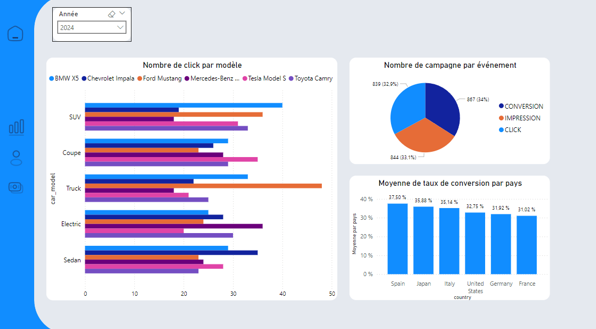 Année
2024
Nombre de click par modèle
BMW X5 Chevrolet Impala Ford Mustang Mercedes-Benz ... Tesla Model S Toyota Camry
car_model
SUV
Coupe
Truck
Electric
Sedan
0 10 20 30 40 50
Nombre de campagne par événement
839 (32.9%)
867 (34%)
844 (33.1%)
CONVERSION
IMPRESSION
CLICK
Moyenne de taux de conversion par pays
Moyenne par pays
40 %
30 %
20 %
10 %
0 %
37,50 % 35,88 % 35,14 % 32,75 % 31,92 % 31,02 %
Spain Japan Italy United States Germany France
country